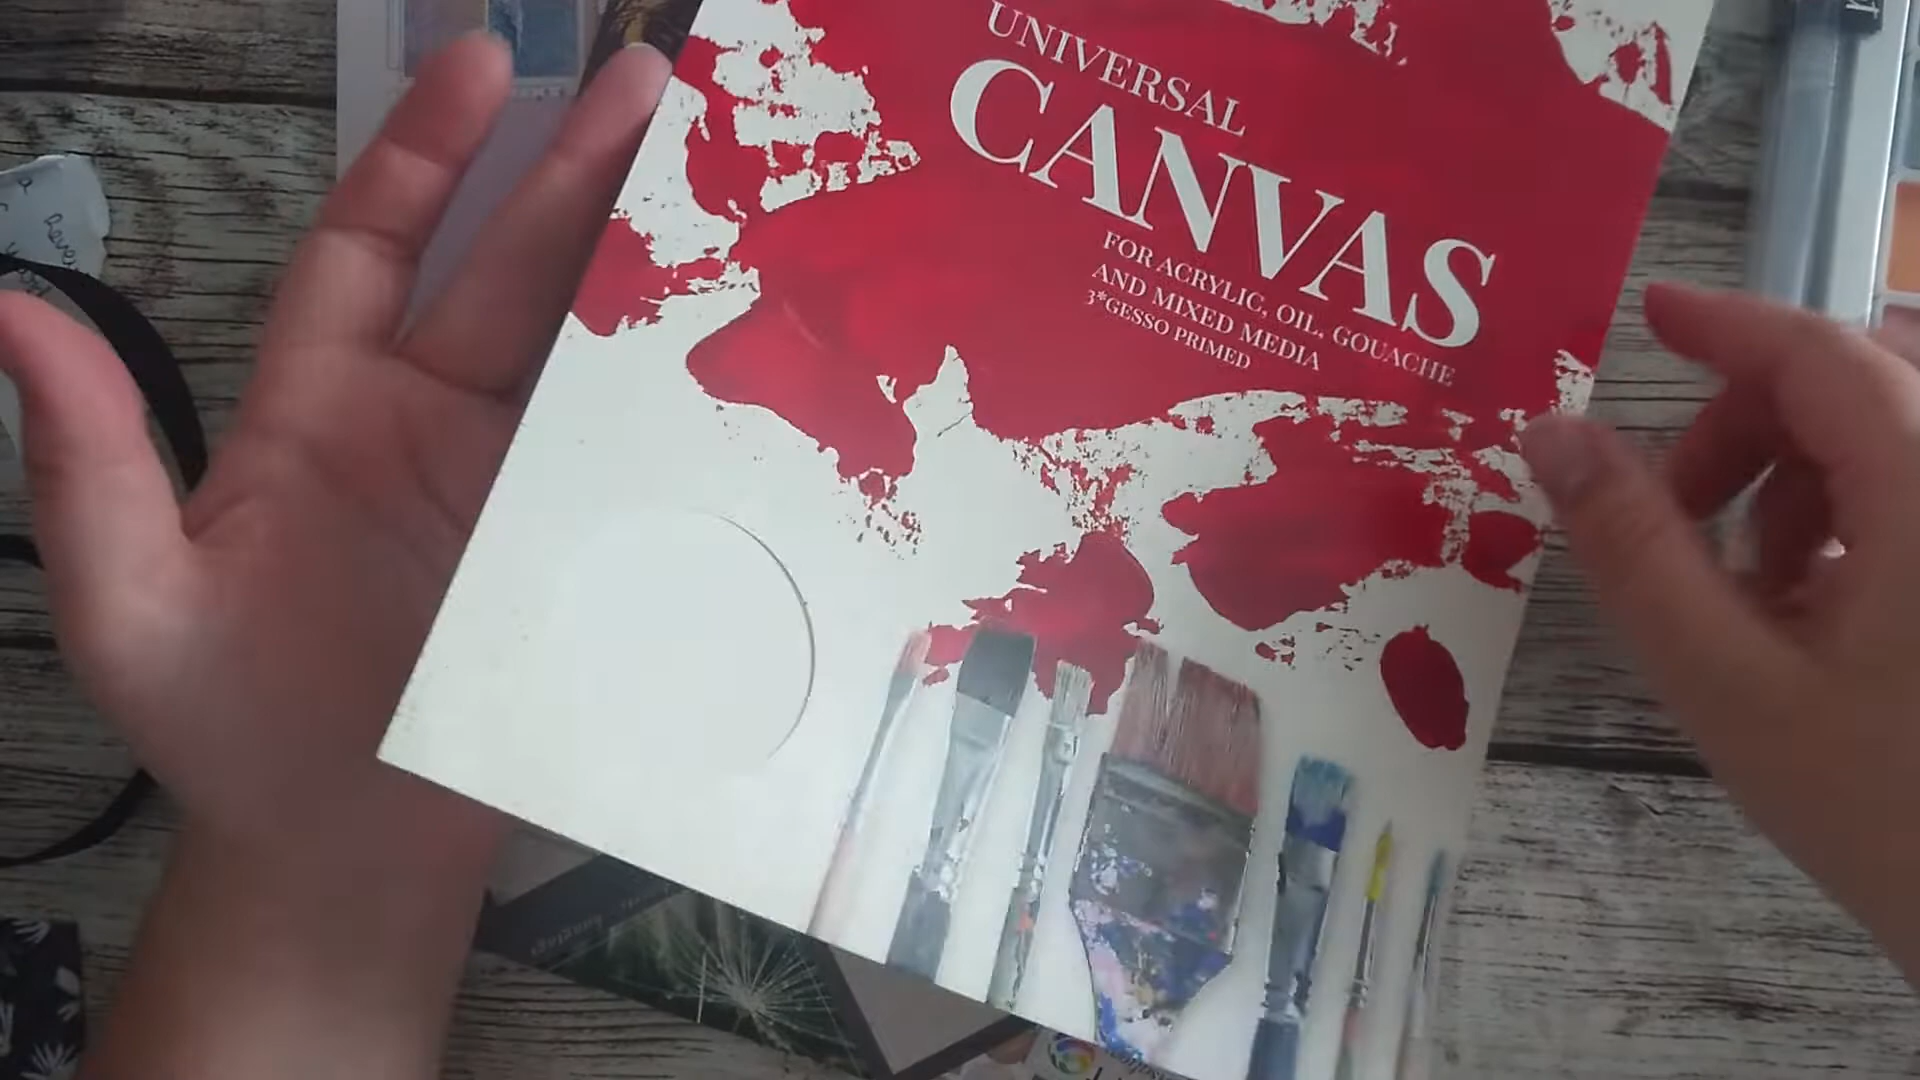 UNIVERSAL
CANVAS
FOR ACRYLIC, OIL, GOUACHE
AND MIXED MEDIA
3*GESSO PRIMED